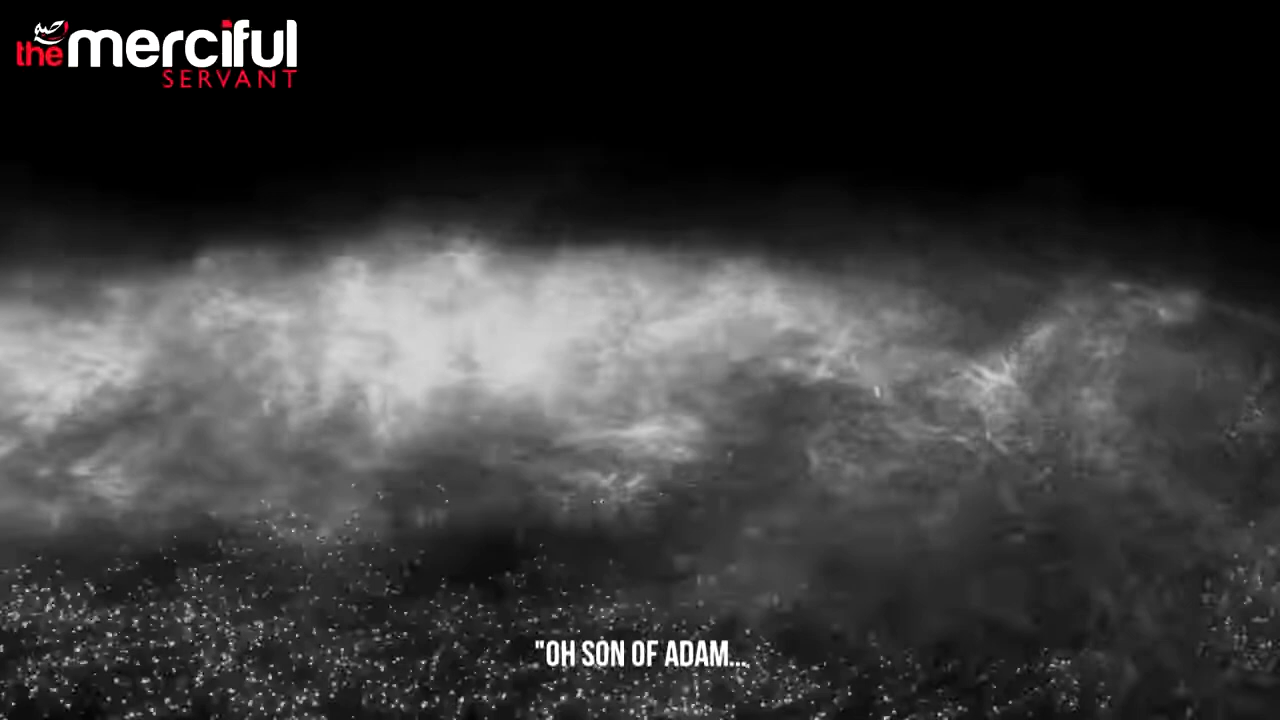 the merciful
SERVANT
"OH SON OF ADAM...